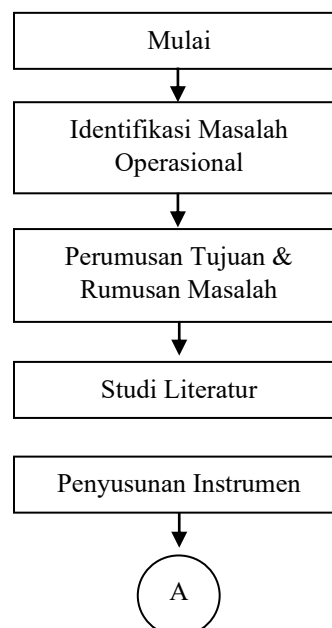 Mulai
Identifikasi Masalah
Operasional
Perumusan Tujuan &
Rumusan Masalah
Studi Literatur
Penyusunan Instrumen
A